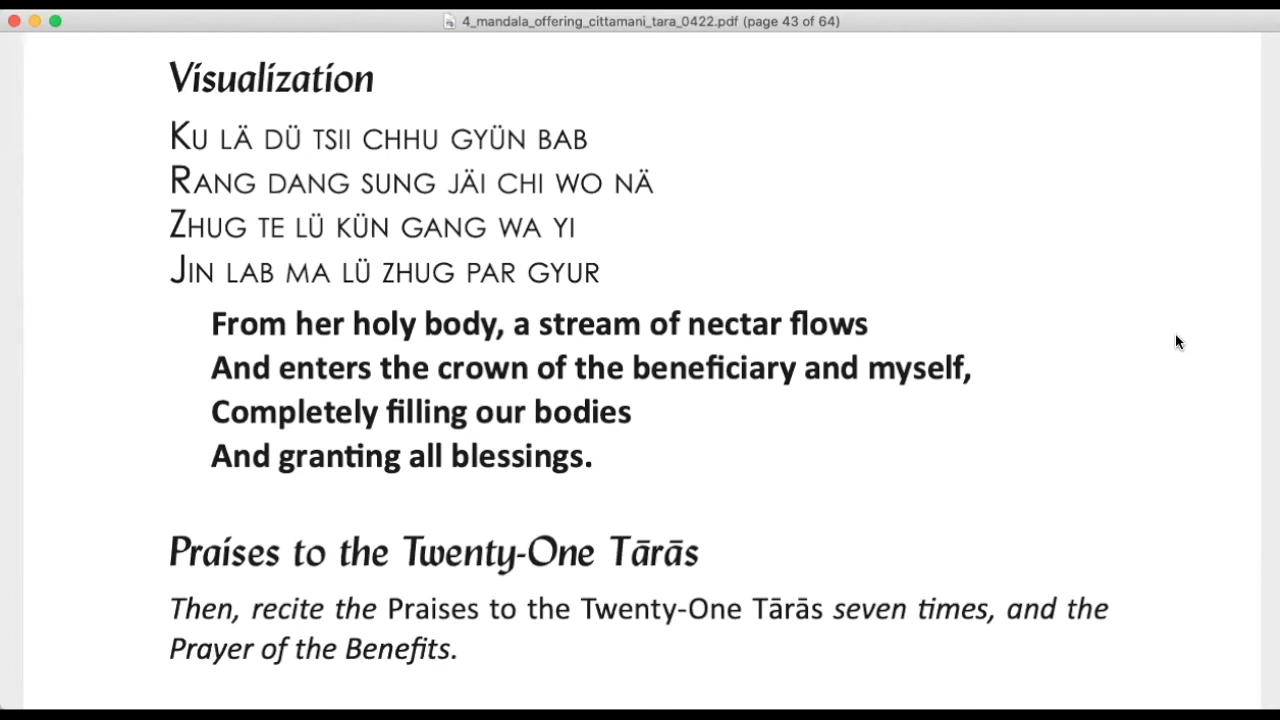 4_mandala_offering_cittamani_tara_0422.pdf (page 43 of 64)
Visualization
KU LÄ DÜ TSII CHHU GYÜN BAB
RANG DANG SUNG JÄI CHI WO NÄ
ZHUG TE LÜ KÜN GANG WA YI
JIN LAB MA LÜ ZHUG PAR GYUR
From her holy body, a stream of nectar flows
And enters the crown of the beneficiary and myself,
Completely filling our bodies
And granting all blessings.
Praises to the Twenty-One Tārās
Then, recite the Praises to the Twenty-One Tārās seven times, and the
Prayer of the Benefits.